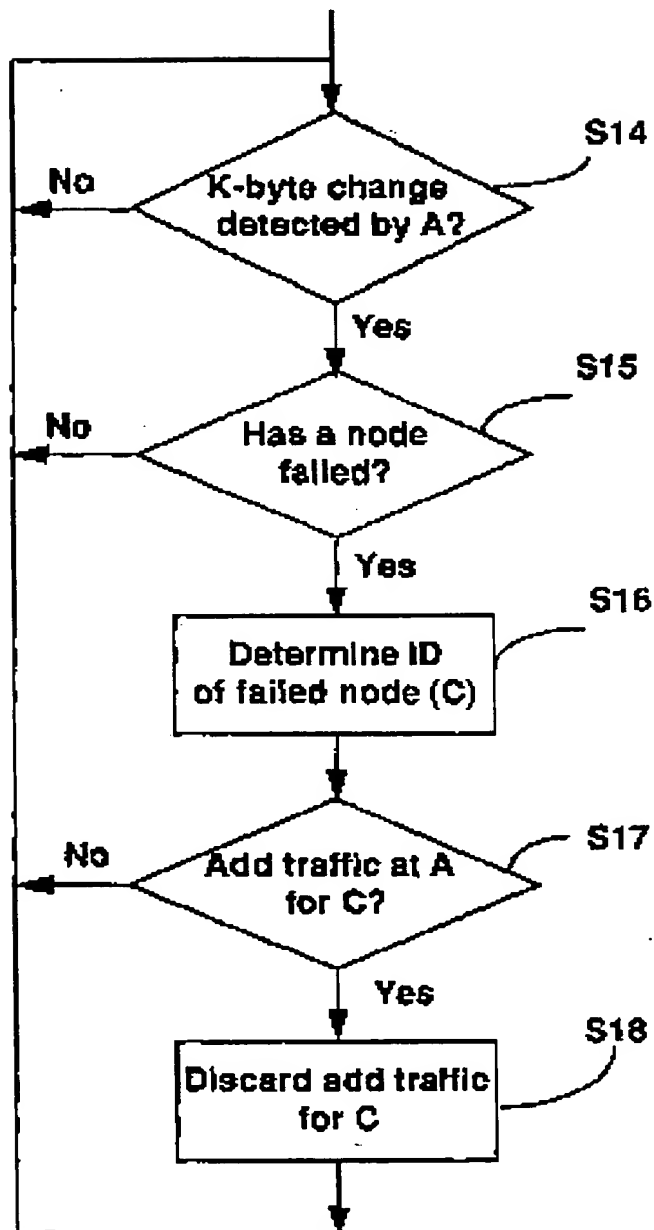 S14
No
K-byte change
detected by A?
Yes
S15
No
Has a node
failed?
Yes
S16
Determine ID
of failed node (C)
S17
No
Add traffic at A
for C?
Yes
S18
Discard add traffic
for C